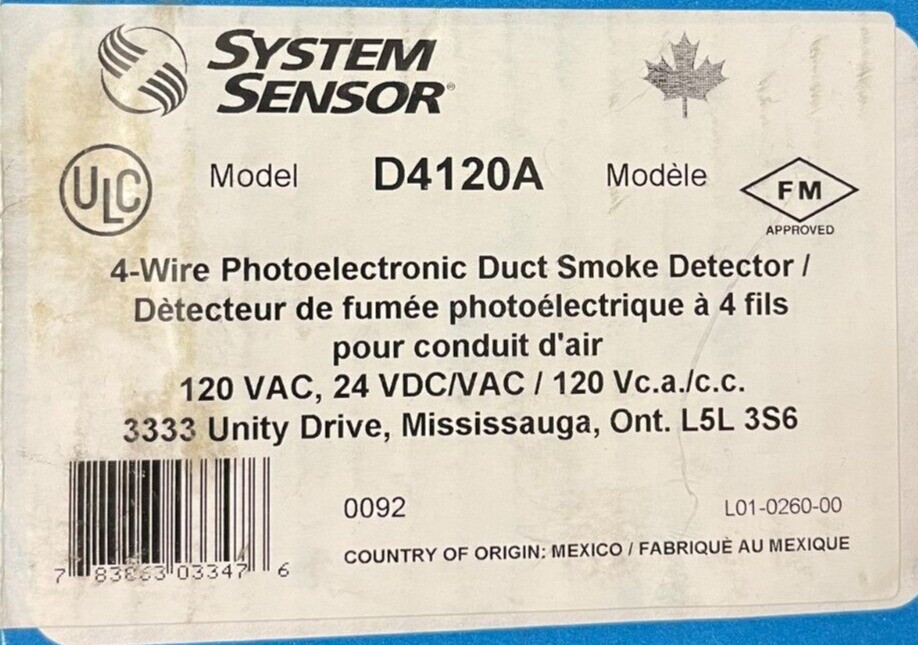 SYSTEM
SENSOR®
ULC
Model D4120A Modèle
FM
APPROVED
4-Wire Photoelectronic Duct Smoke Detector /
Dètecteur de fumée photoélectrique à 4 fils
pour conduit d'air
120 VAC, 24 VDC/VAC / 120 Vc.a./c.c.
3333 Unity Drive, Mississauga, Ont. L5L 3S6
0092 L01-0260-00
COUNTRY OF ORIGIN: MEXICO / FABRIQUÈ AU MEXIQUE
7 83863 03347 6